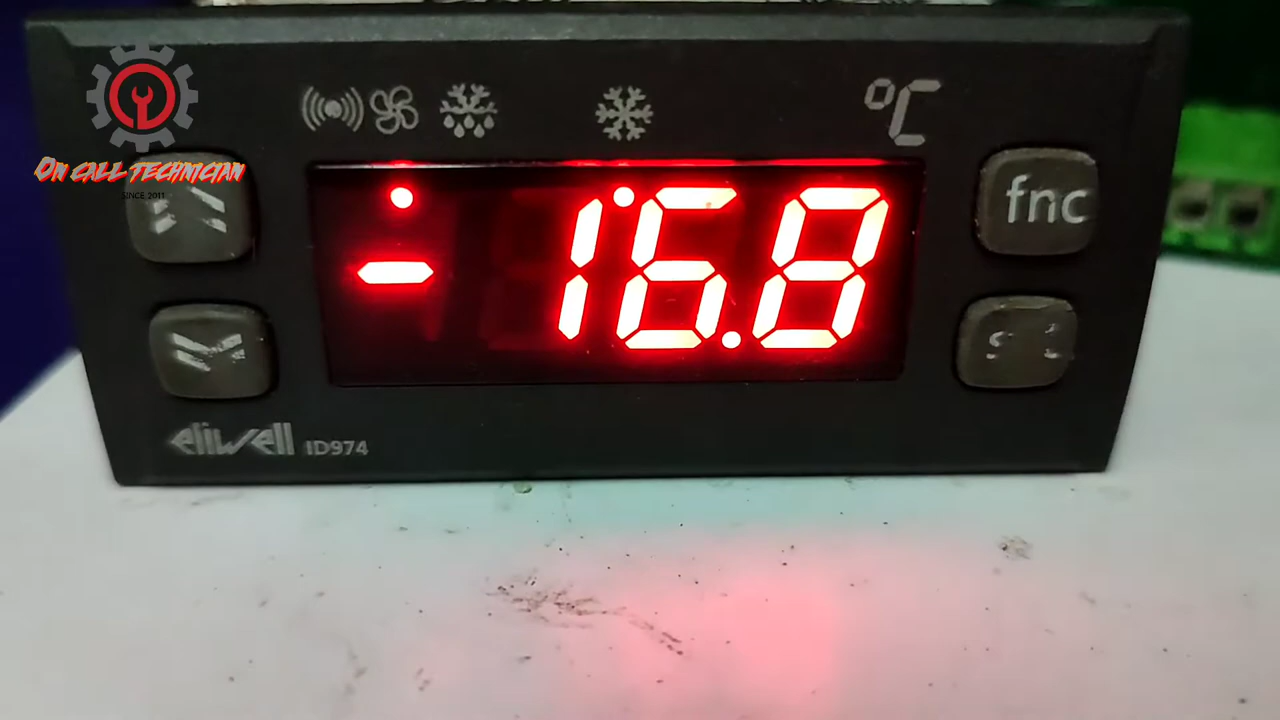 ON CALL TECHNICIAN
SINCE 2011
°C
-16.8
fnc
eliwell ID974